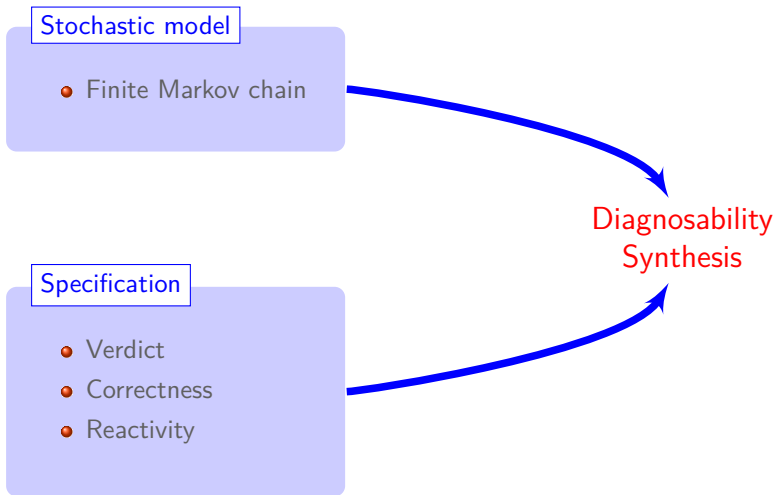 Stochastic model
Finite Markov chain
Diagnosability
Synthesis
Specification
Verdict
Correctness
Reactivity